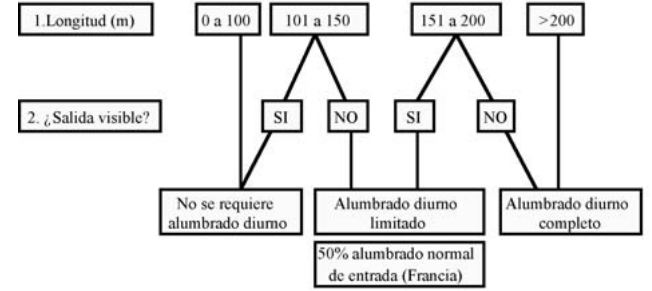 1.Longitud (m) 0 a 100 101 a 150 151 a 200 >200
2. ¿Salida visible? SI NO SI NO
No se requiere
alumbrado diurno
Alumbrado diurno
limitado
Alumbrado diurno
completo
50% alumbrado normal
de entrada (Francia)